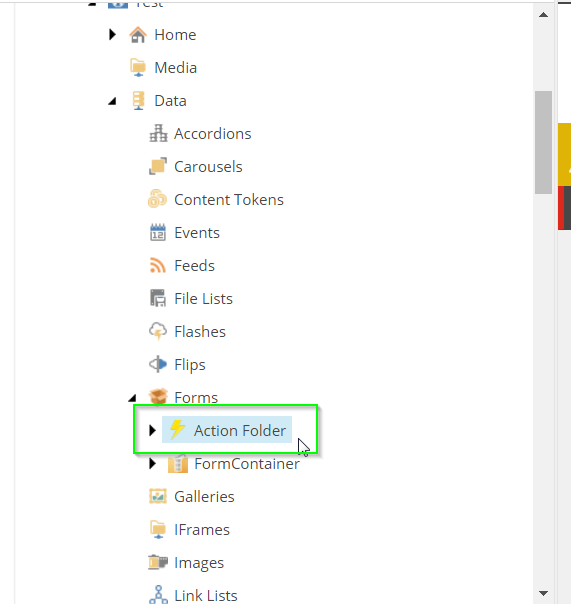 Test
Home
Media
Data
Accordions
Carousels
Content Tokens
Events
12
Feeds
File Lists
Flashes
Flips
Forms
Action Folder
FormContainer
Galleries
IFrames
Images
Link Lists